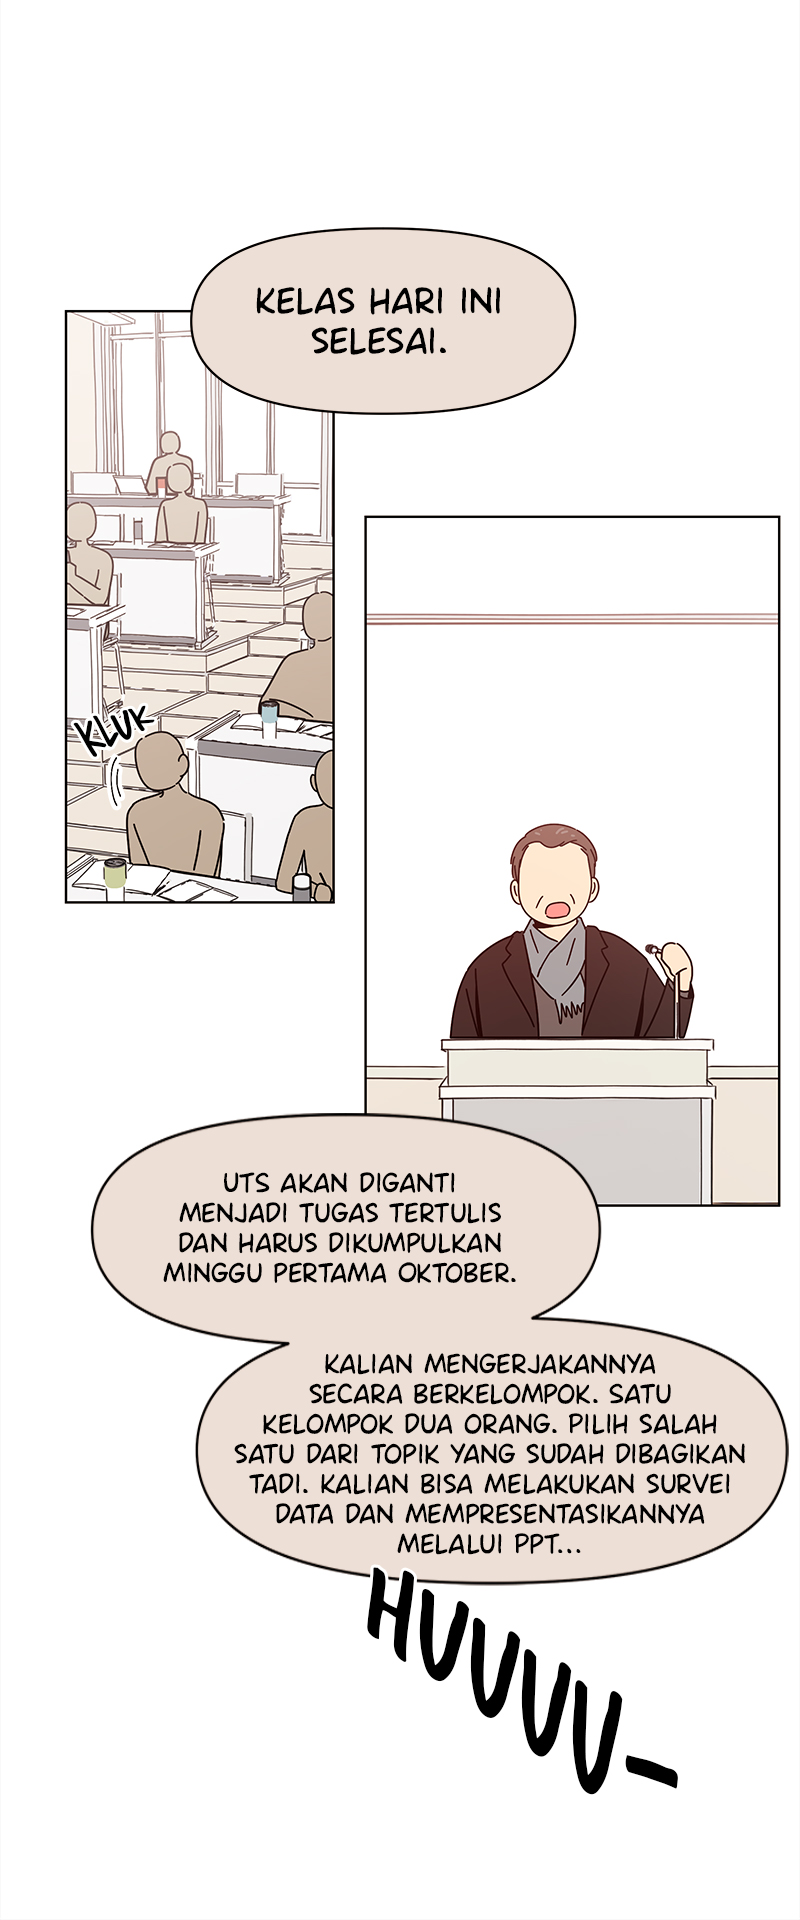 KELAS HARI INI
SELESAI.
KLUK
UTS AKAN DIGANTI
MENJADI TUGAS TERTULIS
DAN HARUS DIKUMPULKAN
MINGGU PERTAMA OKTOBER.
KALIAN MENGERJAKANNYA
SECARA BERKELOMPOK. SATU
KELOMPOK DUA ORANG. PILIH SALAH
SATU DARI TOPIK YANG SUDAH DIBAGIKAN
TADI. KALIAN BISA MELAKUKAN SURVEI
DATA DAN MEMPRESENTASIKANNYA
MELALUI PPT...
HUUUU-